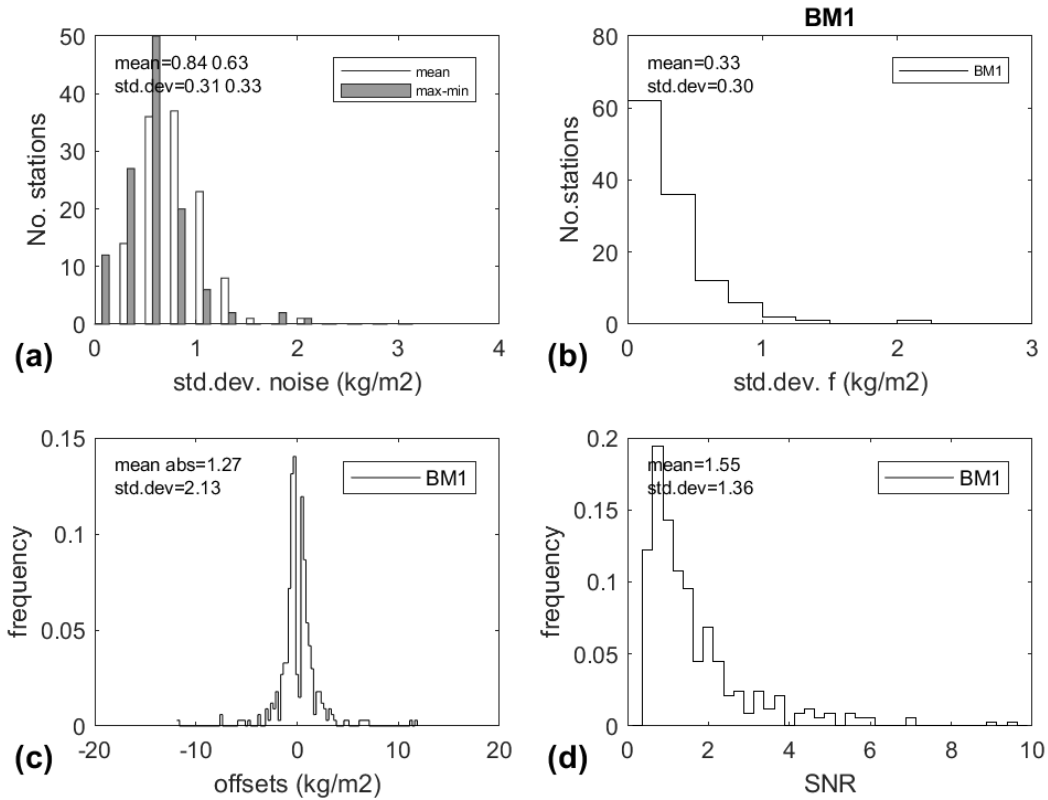 mean=0.84 0.63
std.dev=0.31 0.33
mean
max-min
50
40
30
20
10
0
No. stations
0
1
2
3
4
std.dev. noise (kg/m2)
(a)
BM1
mean=0.33
std.dev=0.30
BM1
80
60
40
20
0
No.stations
0
1
2
3
std.dev. f (kg/m2)
(b)
mean abs=1.27
std.dev=2.13
BM1
0.15
0.1
0.05
0
frequency
-20
-10
0
10
20
offsets (kg/m2)
(c)
mean=1.55
std.dev=1.36
BM1
0.2
0.15
0.1
0.05
0
frequency
0
2
4
6
8
10
SNR
(d)